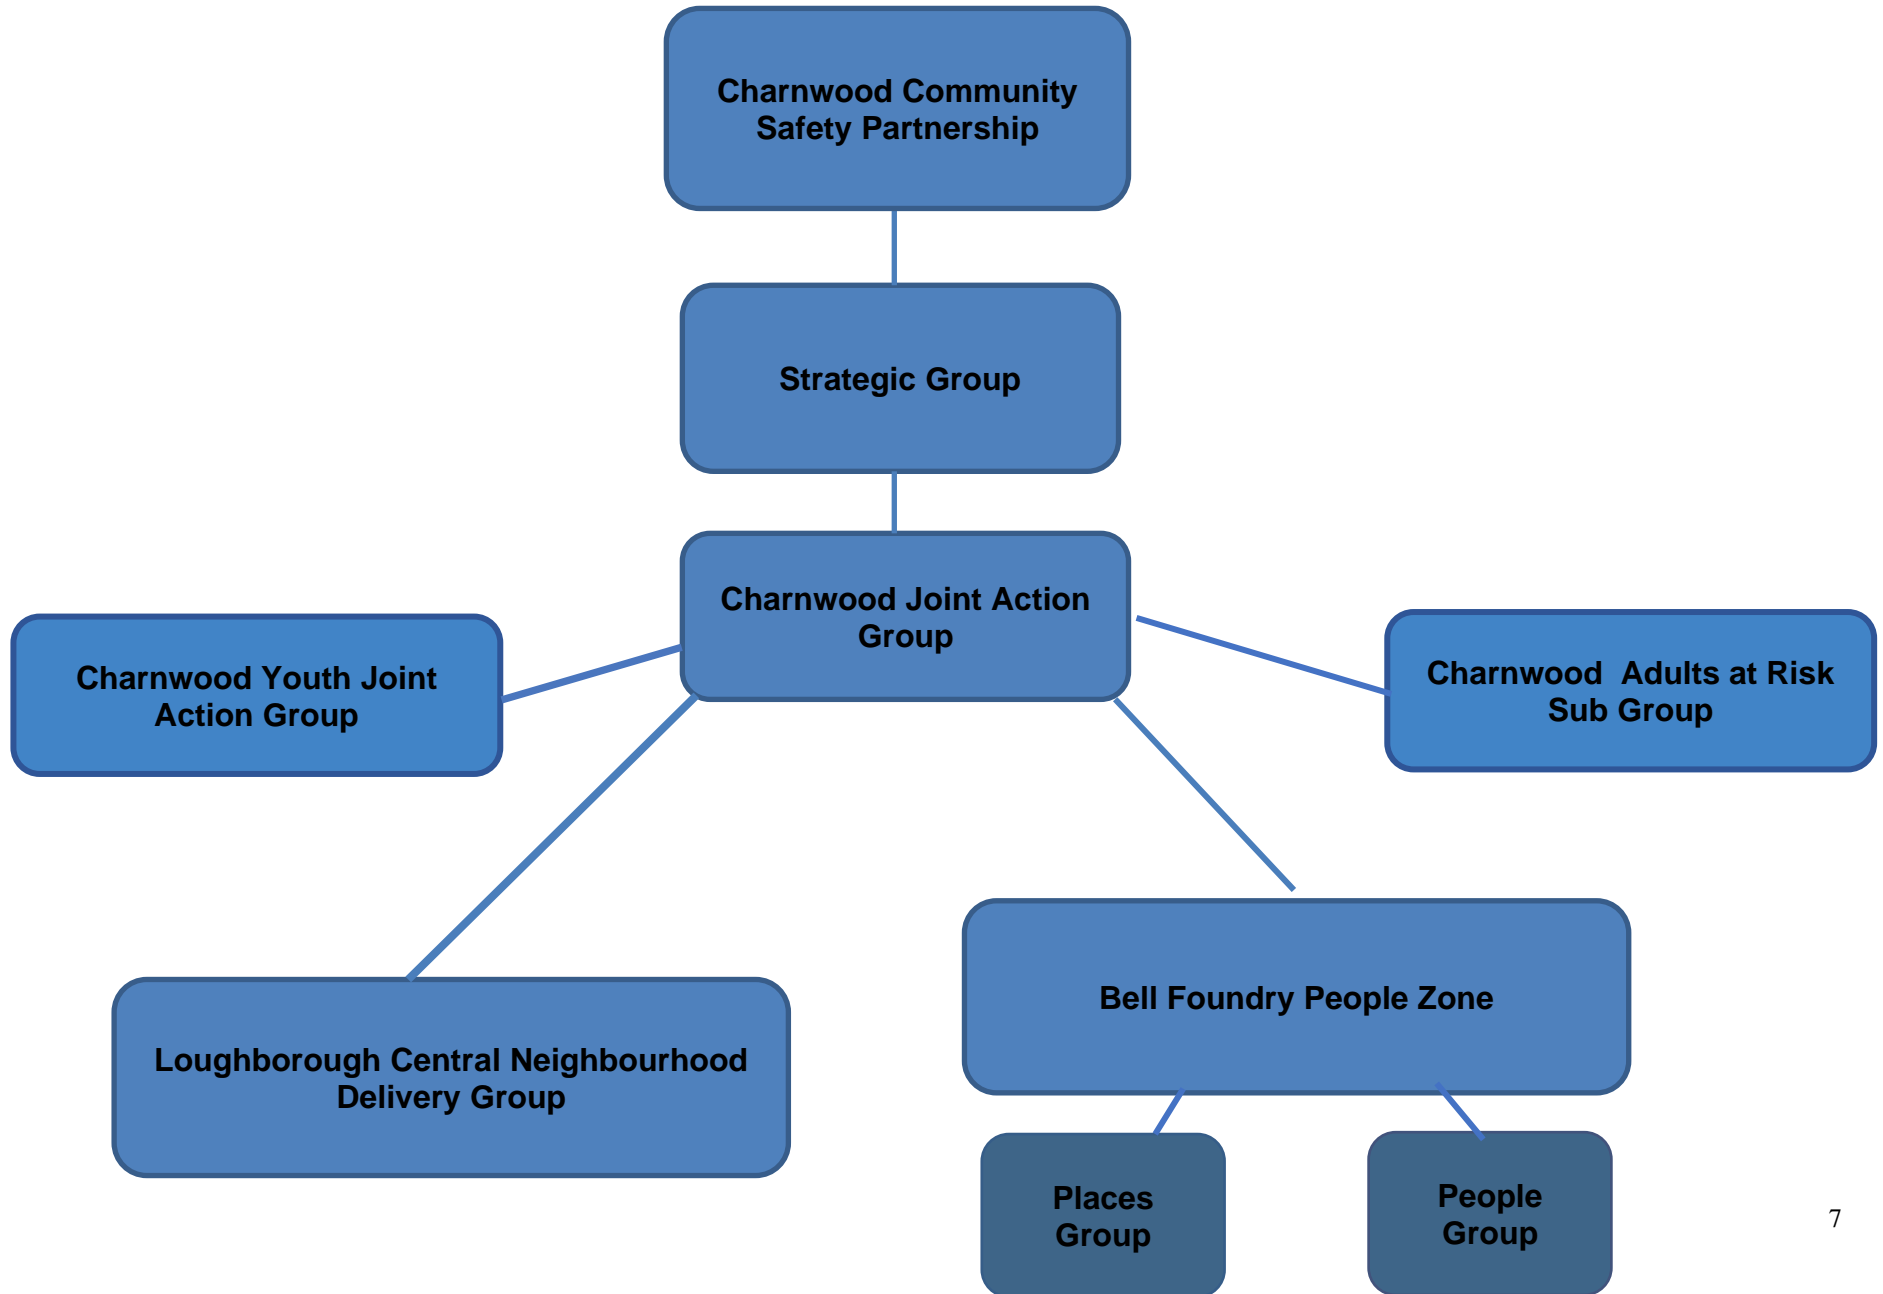 Charnwood Community
Safety Partnership
Strategic Group
Charnwood Joint Action
Group
Charnwood Youth Joint
Action Group
Charnwood  Adults at Risk
Sub Group
Bell Foundry People Zone
Loughborough Central Neighbourhood
Delivery Group
Places
Group
People
Group
7